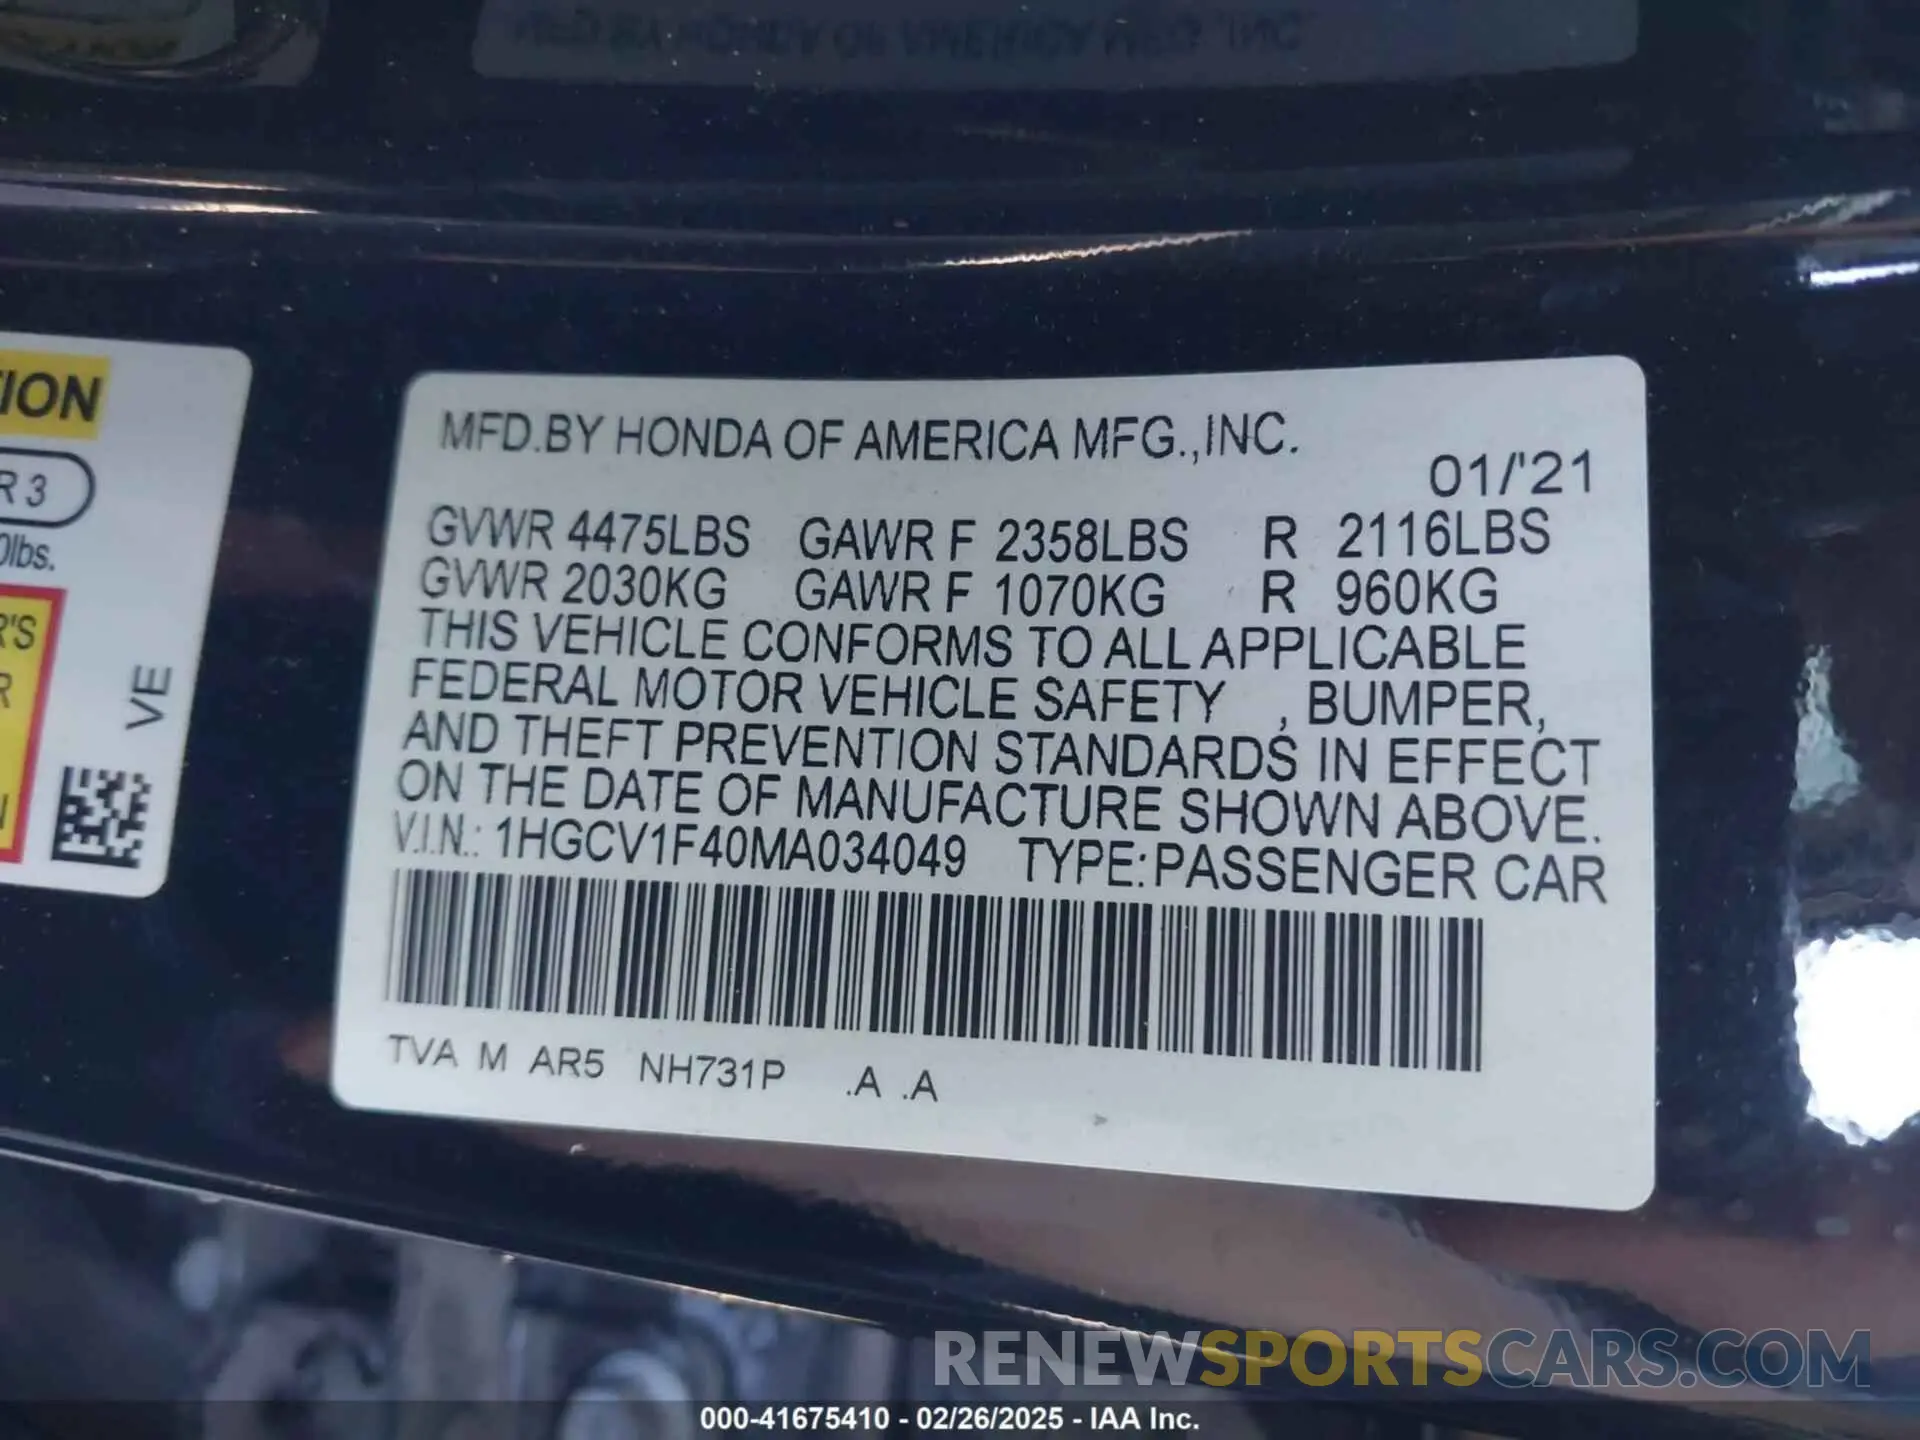 MFD.BY HONDA OF AMERICA MFG.,INC.
01/'21
GVWR 4475LBS GAWR F 2358LBS R 2116LBS
GVWR 2030KG GAWR F 1070KG R 960KG
THIS VEHICLE CONFORMS TO ALL APPLICABLE
FEDERAL MOTOR VEHICLE SAFETY , BUMPER,
AND THEFT PREVENTION STANDARDS IN EFFECT
ON THE DATE OF MANUFACTURE SHOWN ABOVE.
V.I.N.: 1HGCV1F40MA034049 TYPE:PASSENGER CAR
TVA M AR5 NH731P .A .A
TION
R 3
0lbs.
R'S
R
N
VE
RENEWSPORTSCARS.COM
000-41675410 - 02/26/2025 - IAA Inc.